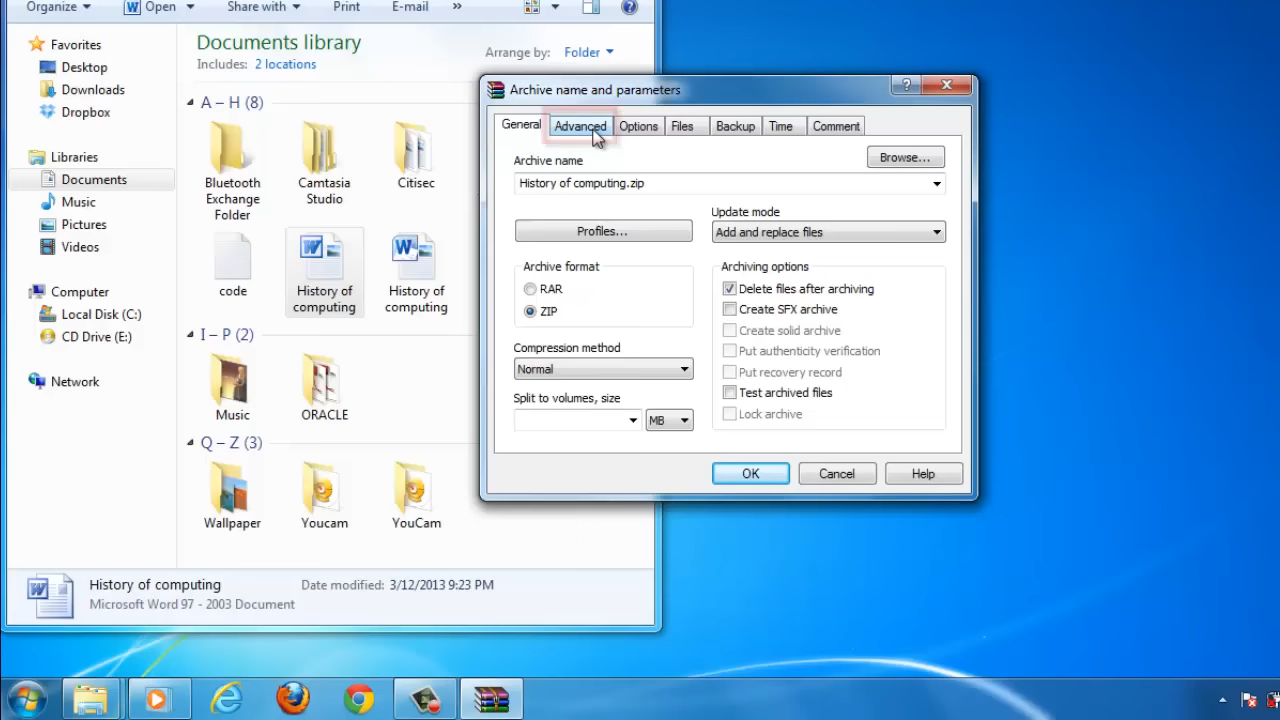 Organize
Open
Share with
Print
E-mail
»
Documents library
Includes: 2 locations
Arrange by: Folder
Favorites
Desktop
Downloads
Dropbox
Libraries
Documents
Music
Pictures
Videos
Computer
Local Disk (C:)
CD Drive (E:)
Network
A – H (8)
Bluetooth
Exchange
Folder
Camtasia
Studio
Citisec
code
History of
computing
History of
computing
I – P (2)
Music
ORACLE
Q – Z (3)
Wallpaper
Youcam
YouCam
History of computing
Date modified: 3/12/2013 9:23 PM
Microsoft Word 97 - 2003 Document
Archive name and parameters
General
Advanced
Options
Files
Backup
Time
Comment
Archive name
Browse...
History of computing.zip
Profiles...
Update mode
Add and replace files
Archive format
RAR
ZIP
Compression method
Normal
Split to volumes, size
MB
Archiving options
Delete files after archiving
Create SFX archive
Create solid archive
Put authenticity verification
Put recovery record
Test archived files
Lock archive
OK
Cancel
Help